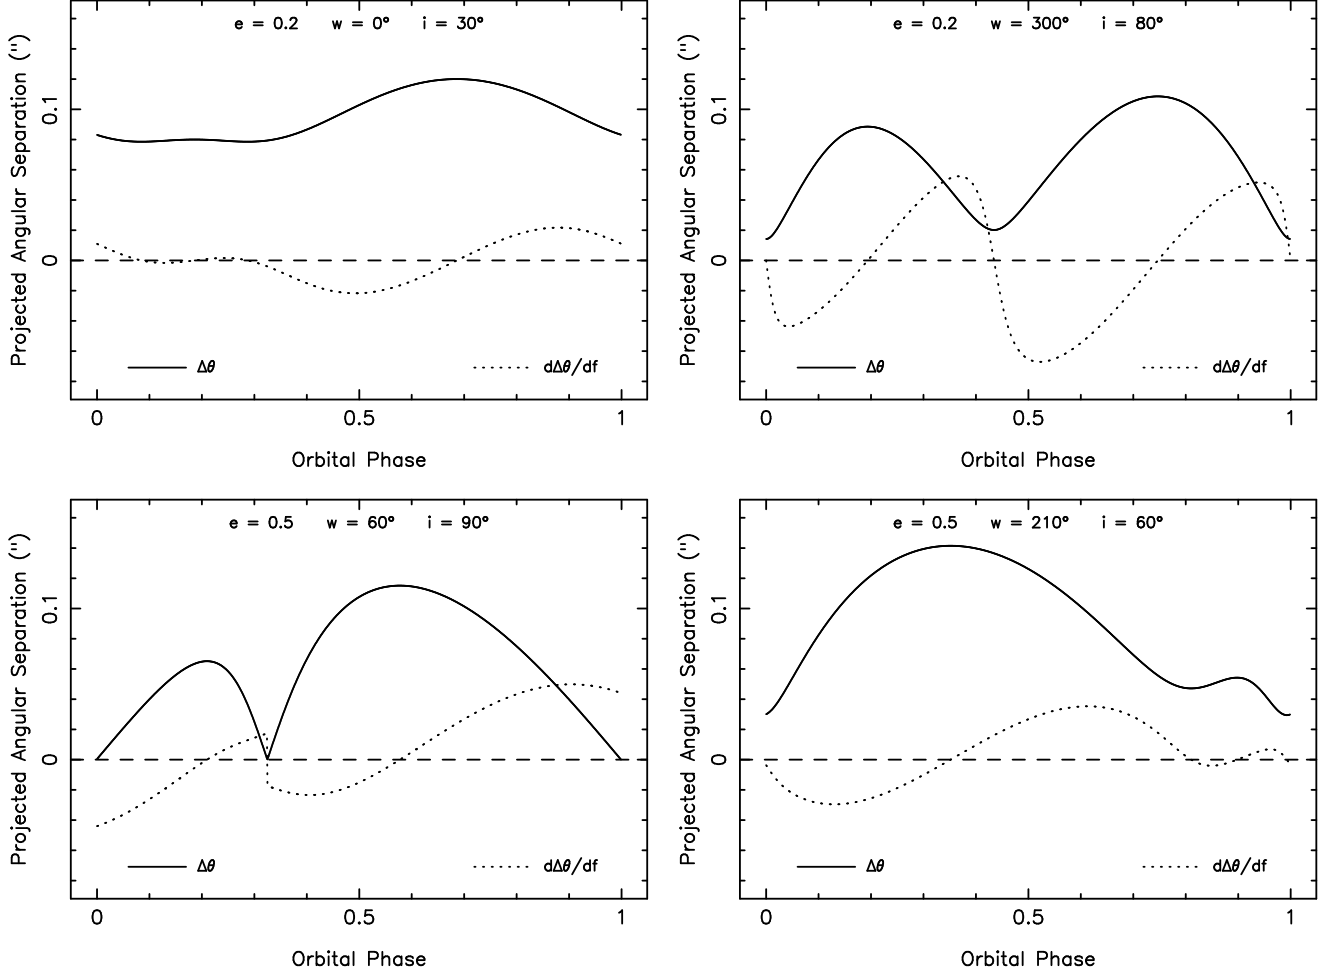 e = 0.2 w = 0° i = 30°
Projected Angular Separation (")
0.1
0
Δθ
dΔθ/df
0 0.5 1
Orbital Phase
e = 0.2 w = 300° i = 80°
Projected Angular Separation (")
0.1
0
Δθ
dΔθ/df
0 0.5 1
Orbital Phase
e = 0.5 w = 60° i = 90°
Projected Angular Separation (")
0.1
0
Δθ
dΔθ/df
0 0.5 1
Orbital Phase
e = 0.5 w = 210° i = 60°
Projected Angular Separation (")
0.1
0
Δθ
dΔθ/df
0 0.5 1
Orbital Phase